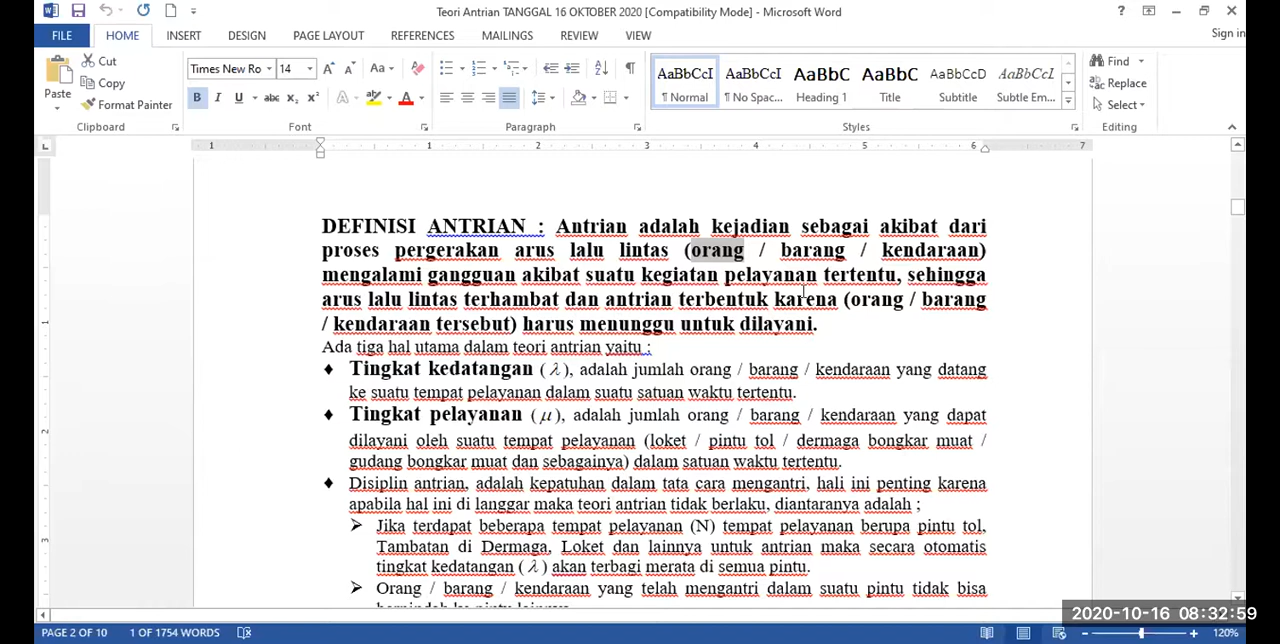 Teori Antrian TANGGAL 16 OKTOBER 2020 [Compatibility Mode] - Microsoft Word
FILE HOME INSERT DESIGN PAGE LAYOUT REFERENCES MAILINGS REVIEW VIEW Sign in
Paste Cut Copy Format Painter
Times New Ro 14
AaBbCcI AaBbCcI AaBbC AaBbC AaBbCcD AaBbCcI
¶ Normal ¶ No Spac... Heading 1 Title Subtitle Subtle Em...
Find Replace Select
Clipboard Font Paragraph Styles Editing
1 1 2 3 4 5 6 7
DEFINISI ANTRIAN : Antrian adalah kejadian sebagai akibat dari
proses pergerakan arus lalu lintas (orang / barang / kendaraan)
mengalami gangguan akibat suatu kegiatan pelayanan tertentu, sehingga
arus lalu lintas terhambat dan antrian terbentuk karena (orang / barang
/ kendaraan tersebut) harus menunggu untuk dilayani.
Ada tiga hal utama dalam teori antrian yaitu :
♦ Tingkat kedatangan (λ), adalah jumlah orang / barang / kendaraan yang datang
ke suatu tempat pelayanan dalam suatu satuan waktu tertentu.
♦ Tingkat pelayanan (μ), adalah jumlah orang / barang / kendaraan yang dapat
dilayani oleh suatu tempat pelayanan (loket / pintu tol / dermaga bongkar muat /
gudang bongkar muat dan sebagainya) dalam satuan waktu tertentu.
♦ Disiplin antrian, adalah kepatuhan dalam tata cara mengantri, hali ini penting karena
apabila hal ini di langgar maka teori antrian tidak berlaku, diantaranya adalah ;
➢ Jika terdapat beberapa tempat pelayanan (N) tempat pelayanan berupa pintu tol,
Tambatan di Dermaga, Loket dan lainnya untuk antrian maka secara otomatis
tingkat kedatangan (λ) akan terbagi merata di semua pintu.
➢ Orang / barang / kendaraan yang telah mengantri dalam suatu pintu tidak bisa
2020-10-16 08:32:59
PAGE 2 OF 10 1 OF 1754 WORDS 120%